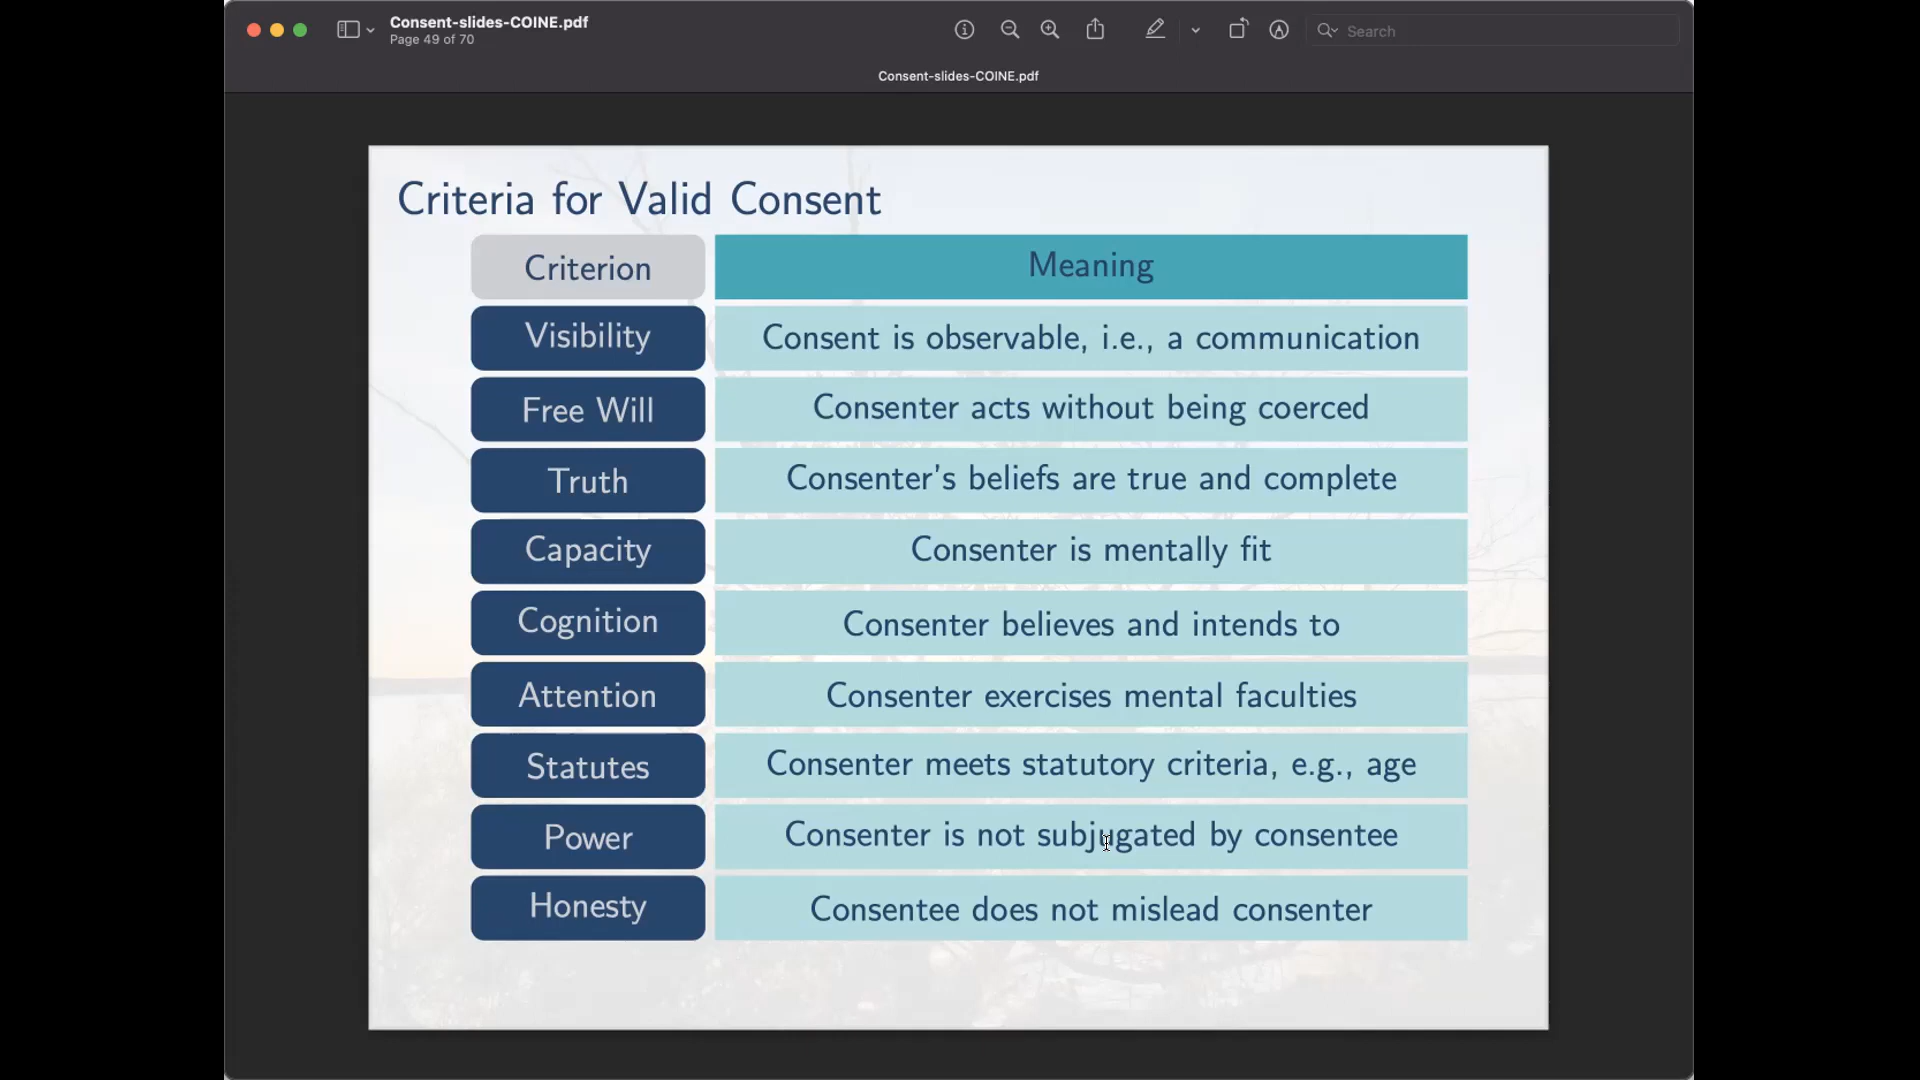 Consent-slides-COINE.pdf
Page 49 of 70
Search
Consent-slides-COINE.pdf
Criteria for Valid Consent
Criterion Meaning
Visibility Consent is observable, i.e., a communication
Free Will Consenter acts without being coerced
Truth Consenter's beliefs are true and complete
Capacity Consenter is mentally fit
Cognition Consenter believes and intends to
Attention Consenter exercises mental faculties
Statutes Consenter meets statutory criteria, e.g., age
Power Consenter is not subjugated by consentee
Honesty Consentee does not mislead consenter